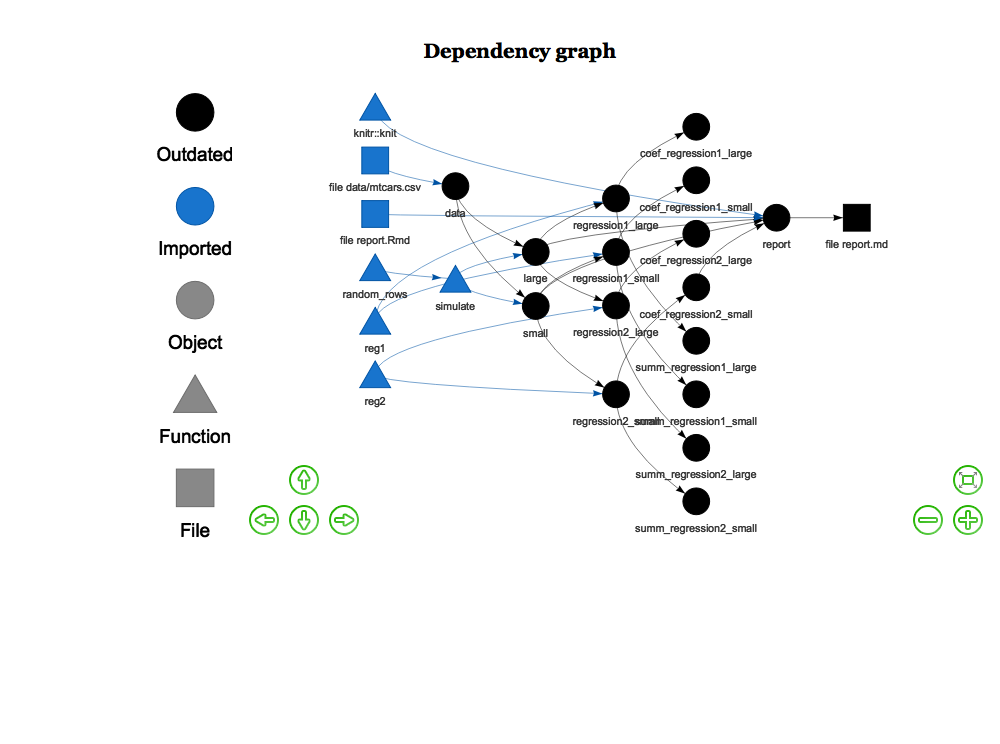 Dependency graph
Outdated
Imported
Object
Function
File
knitr::knit
file data/mtcars.csv
file report.Rmd
random_rows
reg1
reg2
data
simulate
large
small
regression1_large
regression1_small
regression2_large
regression2_small
coef_regression1_large
coef_regression1_small
coef_regression2_large
coef_regression2_small
summ_regression1_large
summ_regression1_small
summ_regression2_large
summ_regression2_small
report
file report.md